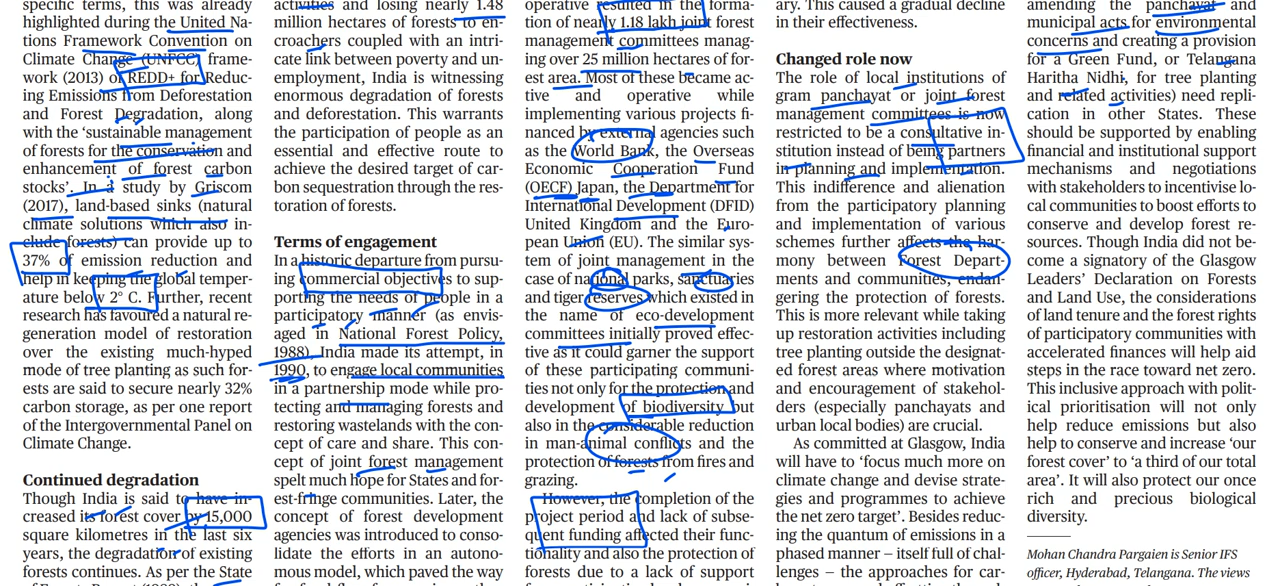 specific terms, this was already
highlighted during the United Na-
tions Framework Convention on
Climate Change (UNFCC) frame-
work (2013) of REDD+ for Reduc-
ing Emissions from Deforestation
and Forest Degradation, along
with the ‘sustainable management
of forests for the conservation and
enhancement of forest carbon
stocks’. In a study by Griscom
(2017), land-based sinks (natural
climate solutions which also in-
clude forests) can provide up to
37% of emission reduction and
help in keeping the global temper-
ature below 2° C. Further, recent
research has favoured a natural re-
generation model of restoration
over the existing much-hyped
mode of tree planting as such for-
ests are said to secure nearly 32%
carbon storage, as per one report
of the Intergovernmental Panel on
Climate Change.
Continued degradation
Though India is said to have in-
creased its forest cover by 15,000
square kilometres in the last six
years, the degradation of existing
forests continues. As per the State
activities and losing nearly 1.48
million hectares of forests to en-
croachers coupled with an intri-
cate link between poverty and un-
employment, India is witnessing
enormous degradation of forests
and deforestation. This warrants
the participation of people as an
essential and effective route to
achieve the desired target of car-
bon sequestration through the res-
toration of forests.
Terms of engagement
In a historic departure from pursu-
ing commercial objectives to sup-
porting the needs of people in a
participatory manner (as envis-
aged in National Forest Policy,
1988), India made its attempt, in
1990, to engage local communities
in a partnership mode while pro-
tecting and managing forests and
restoring wastelands with the con-
cept of care and share. This con-
cept of joint forest management
spelt much hope for States and for-
est-fringe communities. Later, the
concept of forest development
agencies was introduced to conso-
lidate the efforts in an autono-
mous model, which paved the way
operative resulted in the forma-
tion of nearly 1.18 lakh joint forest
management committees manag-
ing over 25 million hectares of for-
est area. Most of these became ac-
tive and operative while
implementing various projects fi-
nanced by external agencies such
as the World Bank, the Overseas
Economic Cooperation Fund
(OECF) Japan, the Department for
International Development (DFID)
United Kingdom and the Euro-
pean Union (EU). The similar sys-
tem of joint management in the
case of national parks, sanctuaries
and tiger reserves which existed in
the name of eco-development
committees initially proved effec-
tive as it could garner the support
of these participating communi-
ties not only for the protection and
development of biodiversity but
also in the considerable reduction
in man-animal conflicts and the
protection of forests from fires and
grazing.
However, the completion of the
project period and lack of subse-
quent funding affected their func-
tionality and also the protection of
forests due to a lack of support
ary. This caused a gradual decline
in their effectiveness.
Changed role now
The role of local institutions of
gram panchayat or joint forest
management committees is now
restricted to be a consultative in-
stitution instead of being partners
in planning and implementation.
This indifference and alienation
from the participatory planning
and implementation of various
schemes further affects the har-
mony between Forest Depart-
ments and communities, endan-
gering the protection of forests.
This is more relevant while taking
up restoration activities including
tree planting outside the designat-
ed forest areas where motivation
and encouragement of stakehol-
ders (especially panchayats and
urban local bodies) are crucial.
As committed at Glasgow, India
will have to ‘focus much more on
climate change and devise strate-
gies and programmes to achieve
the net zero target’. Besides reduc-
ing the quantum of emissions in a
phased manner – itself full of chal-
lenges – the approaches for car-
amending the panchayat and
municipal acts for environmental
concerns and creating a provision
for a Green Fund, or Telangana
Haritha Nidhi, for tree planting
and related activities) need repli-
cation in other States. These
should be supported by enabling
financial and institutional support
mechanisms and negotiations
with stakeholders to incentivise lo-
cal communities to boost efforts to
conserve and develop forest re-
sources. Though India did not be-
come a signatory of the Glasgow
Leaders’ Declaration on Forests
and Land Use, the considerations
of land tenure and the forest rights
of participatory communities with
accelerated finances will help aid
steps in the race toward net zero.
This inclusive approach with polit-
ical prioritisation will not only
help reduce emissions but also
help to conserve and increase ‘our
forest cover’ to ‘a third of our total
area’. It will also protect our once
rich and precious biological
diversity.
Mohan Chandra Pargaien is Senior IFS
officer, Hyderabad, Telangana. The views